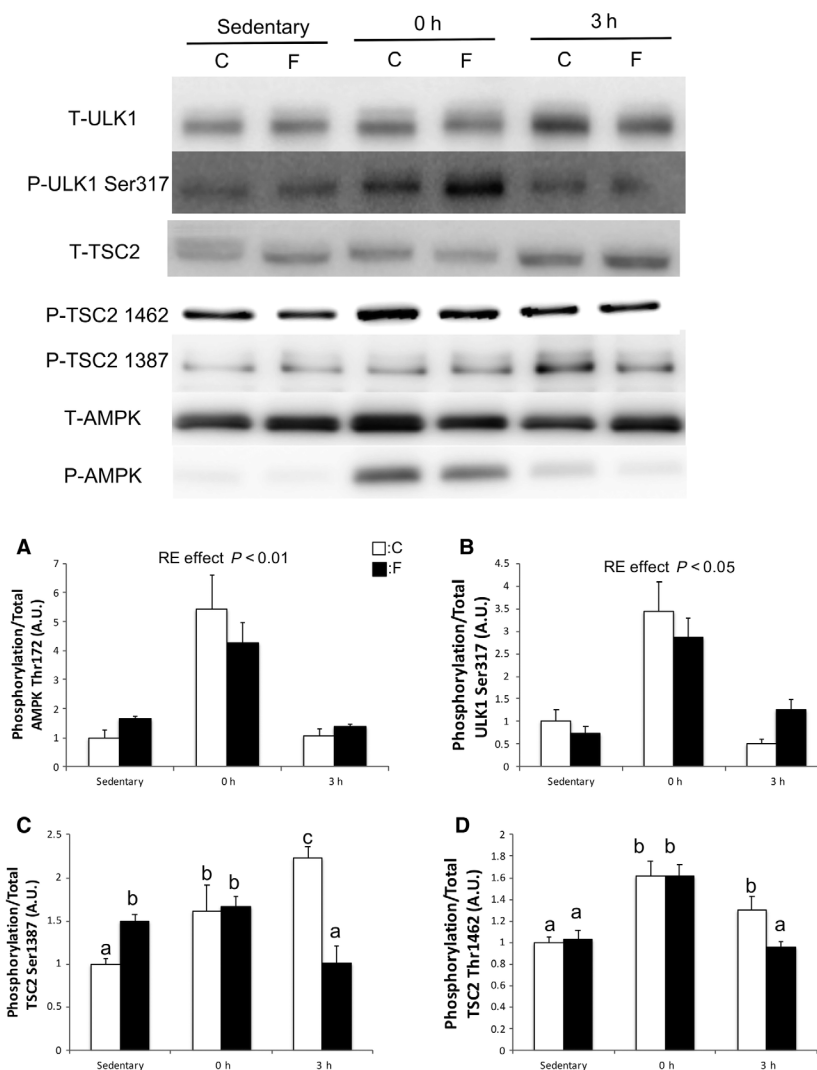 Sedentary 0 h 3 h
C F C F C F
T-ULK1
P-ULK1 Ser317
T-TSC2
P-TSC2 1462
P-TSC2 1387
T-AMPK
P-AMPK
A
RE effect P < 0.01
:C
:F
Phosphorylation/Total
AMPK Thr172 (A.U.)
7
6
5
4
3
2
1
0
Sedentary 0 h 3 h
B
RE effect P < 0.05
Phosphorylation/Total
ULK1 Ser317 (A.U.)
4.5
4
3.5
3
2.5
2
1.5
1
0.5
0
Sedentary 0 h 3 h
C
Phosphorylation/Total
TSC2 Ser1387 (A.U.)
2.5
2
1.5
1
0.5
0
a b b b c a
Sedentary 0 h 3 h
D
Phosphorylation/Total
TSC2 Thr1462 (A.U.)
2
1.8
1.6
1.4
1.2
1
0.8
0.6
0.4
0.2
0
a a b b b a
Sedentary 0 h 3 h